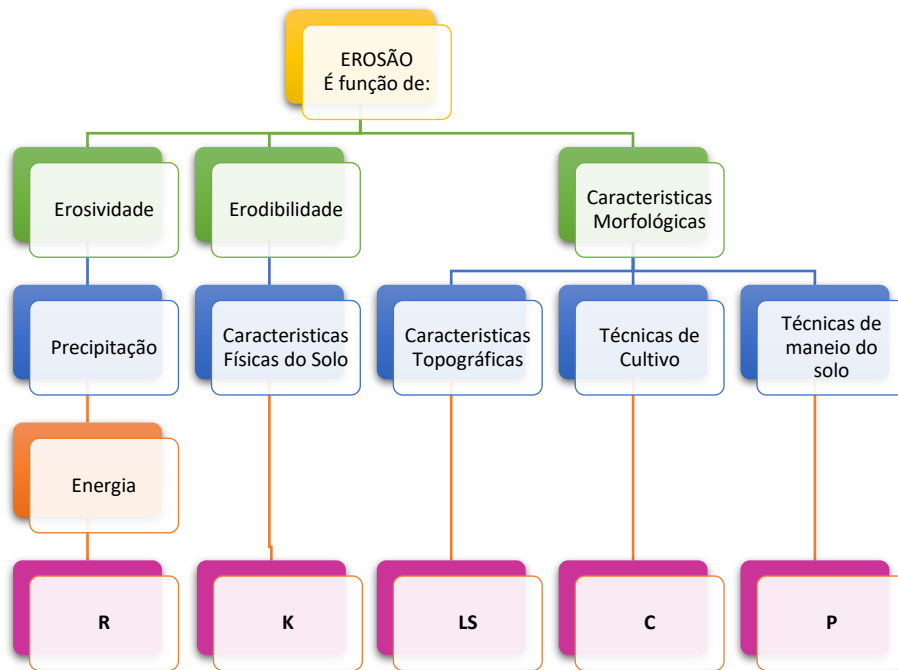 EROSÃO
É função de:
Erosividade
Erodibilidade
Caracteristicas
Morfológicas
Precipitação
Caracteristicas
Físicas do Solo
Caracteristicas
Topográficas
Técnicas de
Cultivo
Técnicas de
maneio do
solo
Energia
R
K
LS
C
P